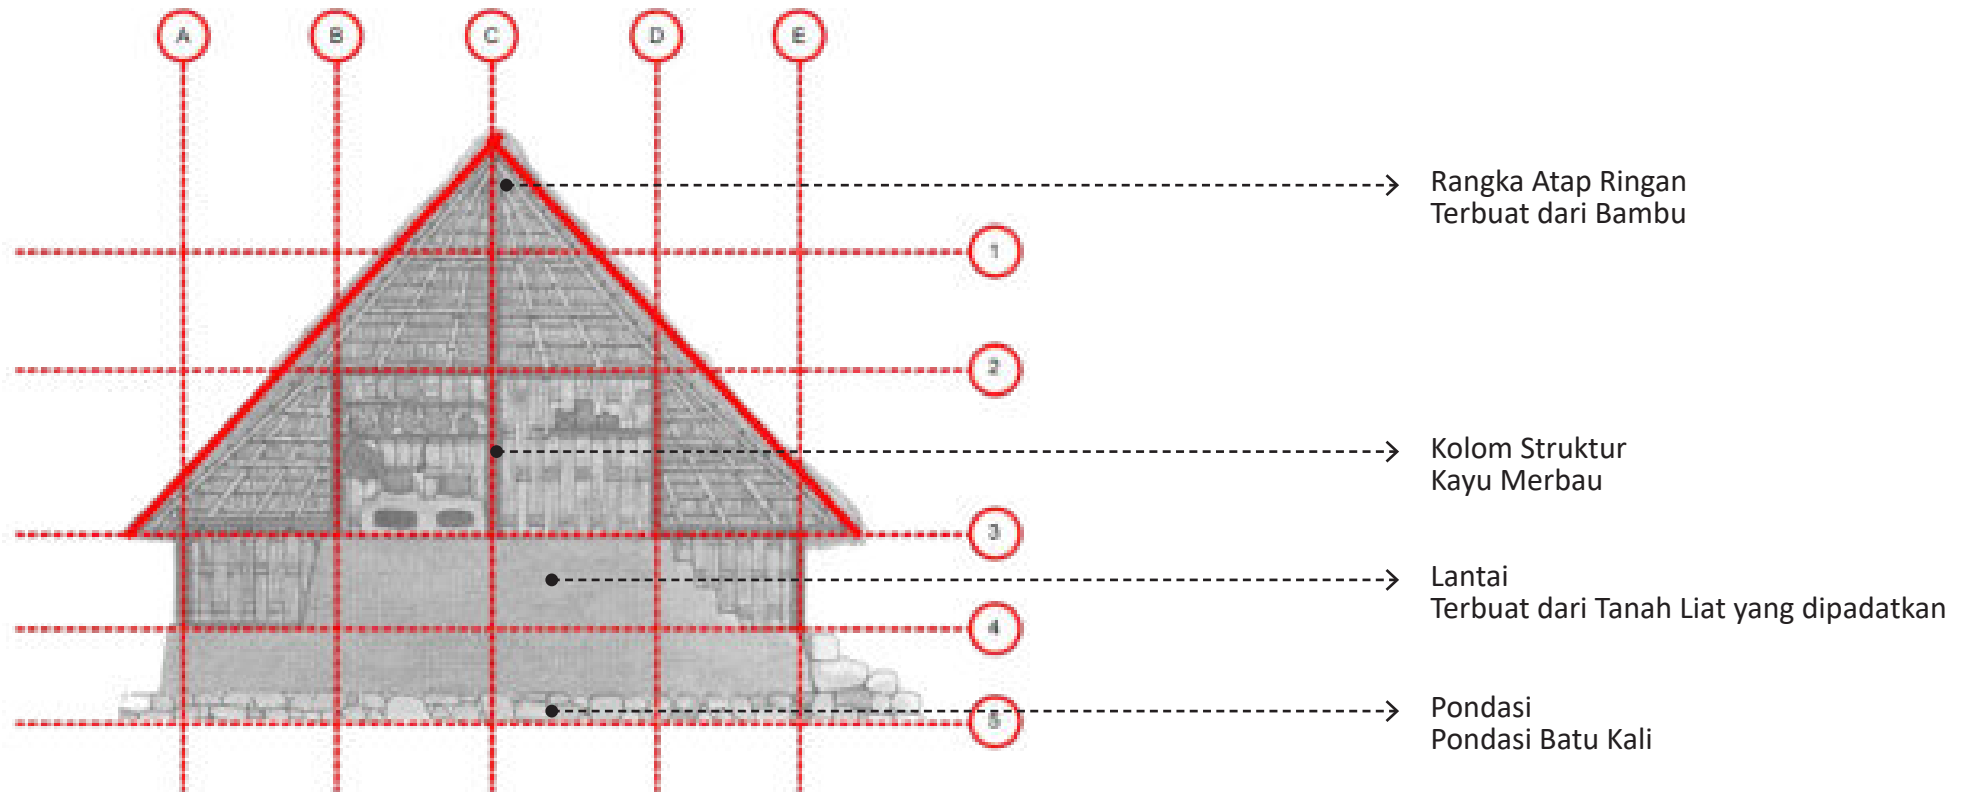 A B C D E
Rangka Atap Ringan
Terbuat dari Bambu
1
2
Kolom Struktur
Kayu Merbau
3
Lantai
Terbuat dari Tanah Liat yang dipadatkan
4
Pondasi
Pondasi Batu Kali
5